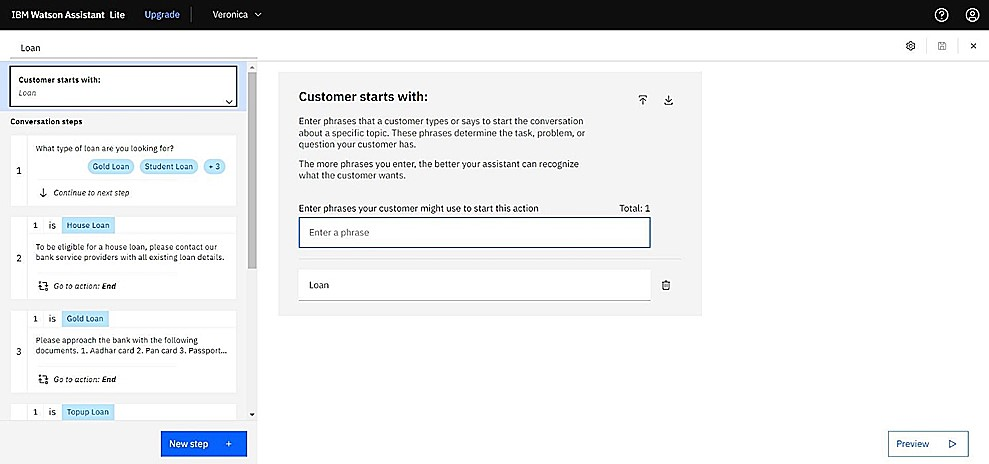 IBM Watson Assistant Lite Upgrade Veronica
Loan
Customer starts with:
Loan
Conversation steps
1
What type of loan are you looking for?
Gold Loan Student Loan + 3
Continue to next step
2
1 is House Loan
To be eligible for a house loan, please contact our
bank service providers with all existing loan details.
Go to action: End
3
1 is Gold Loan
Please approach the bank with the following
documents. 1. Aadhar card 2. Pan card 3. Passport...
Go to action: End
1 is Topup Loan
New step +
Customer starts with:
Enter phrases that a customer types or says to start the conversation
about a specific topic. These phrases determine the task, problem, or
question your customer has.
The more phrases you enter, the better your assistant can recognize
what the customer wants.
Enter phrases your customer might use to start this action Total: 1
Enter a phrase
Loan
Preview